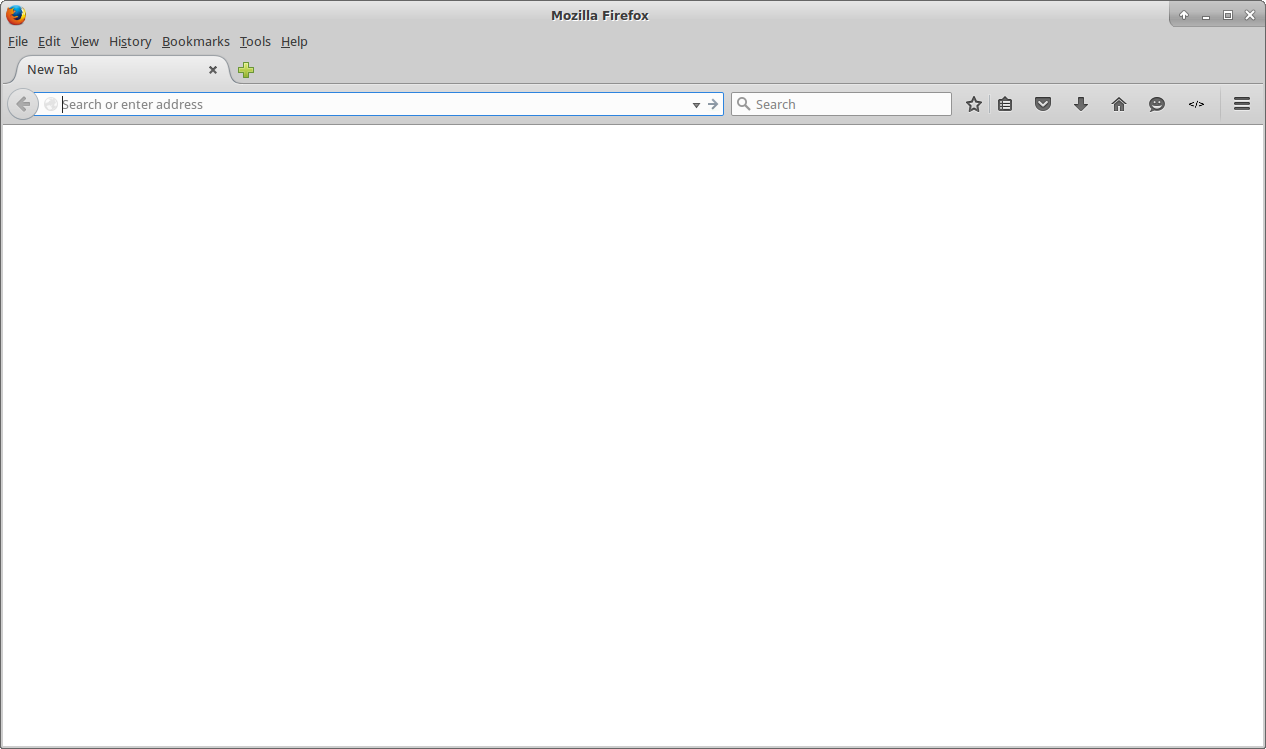 Mozilla Firefox
File Edit View History Bookmarks Tools Help
New Tab
Search or enter address Search </>